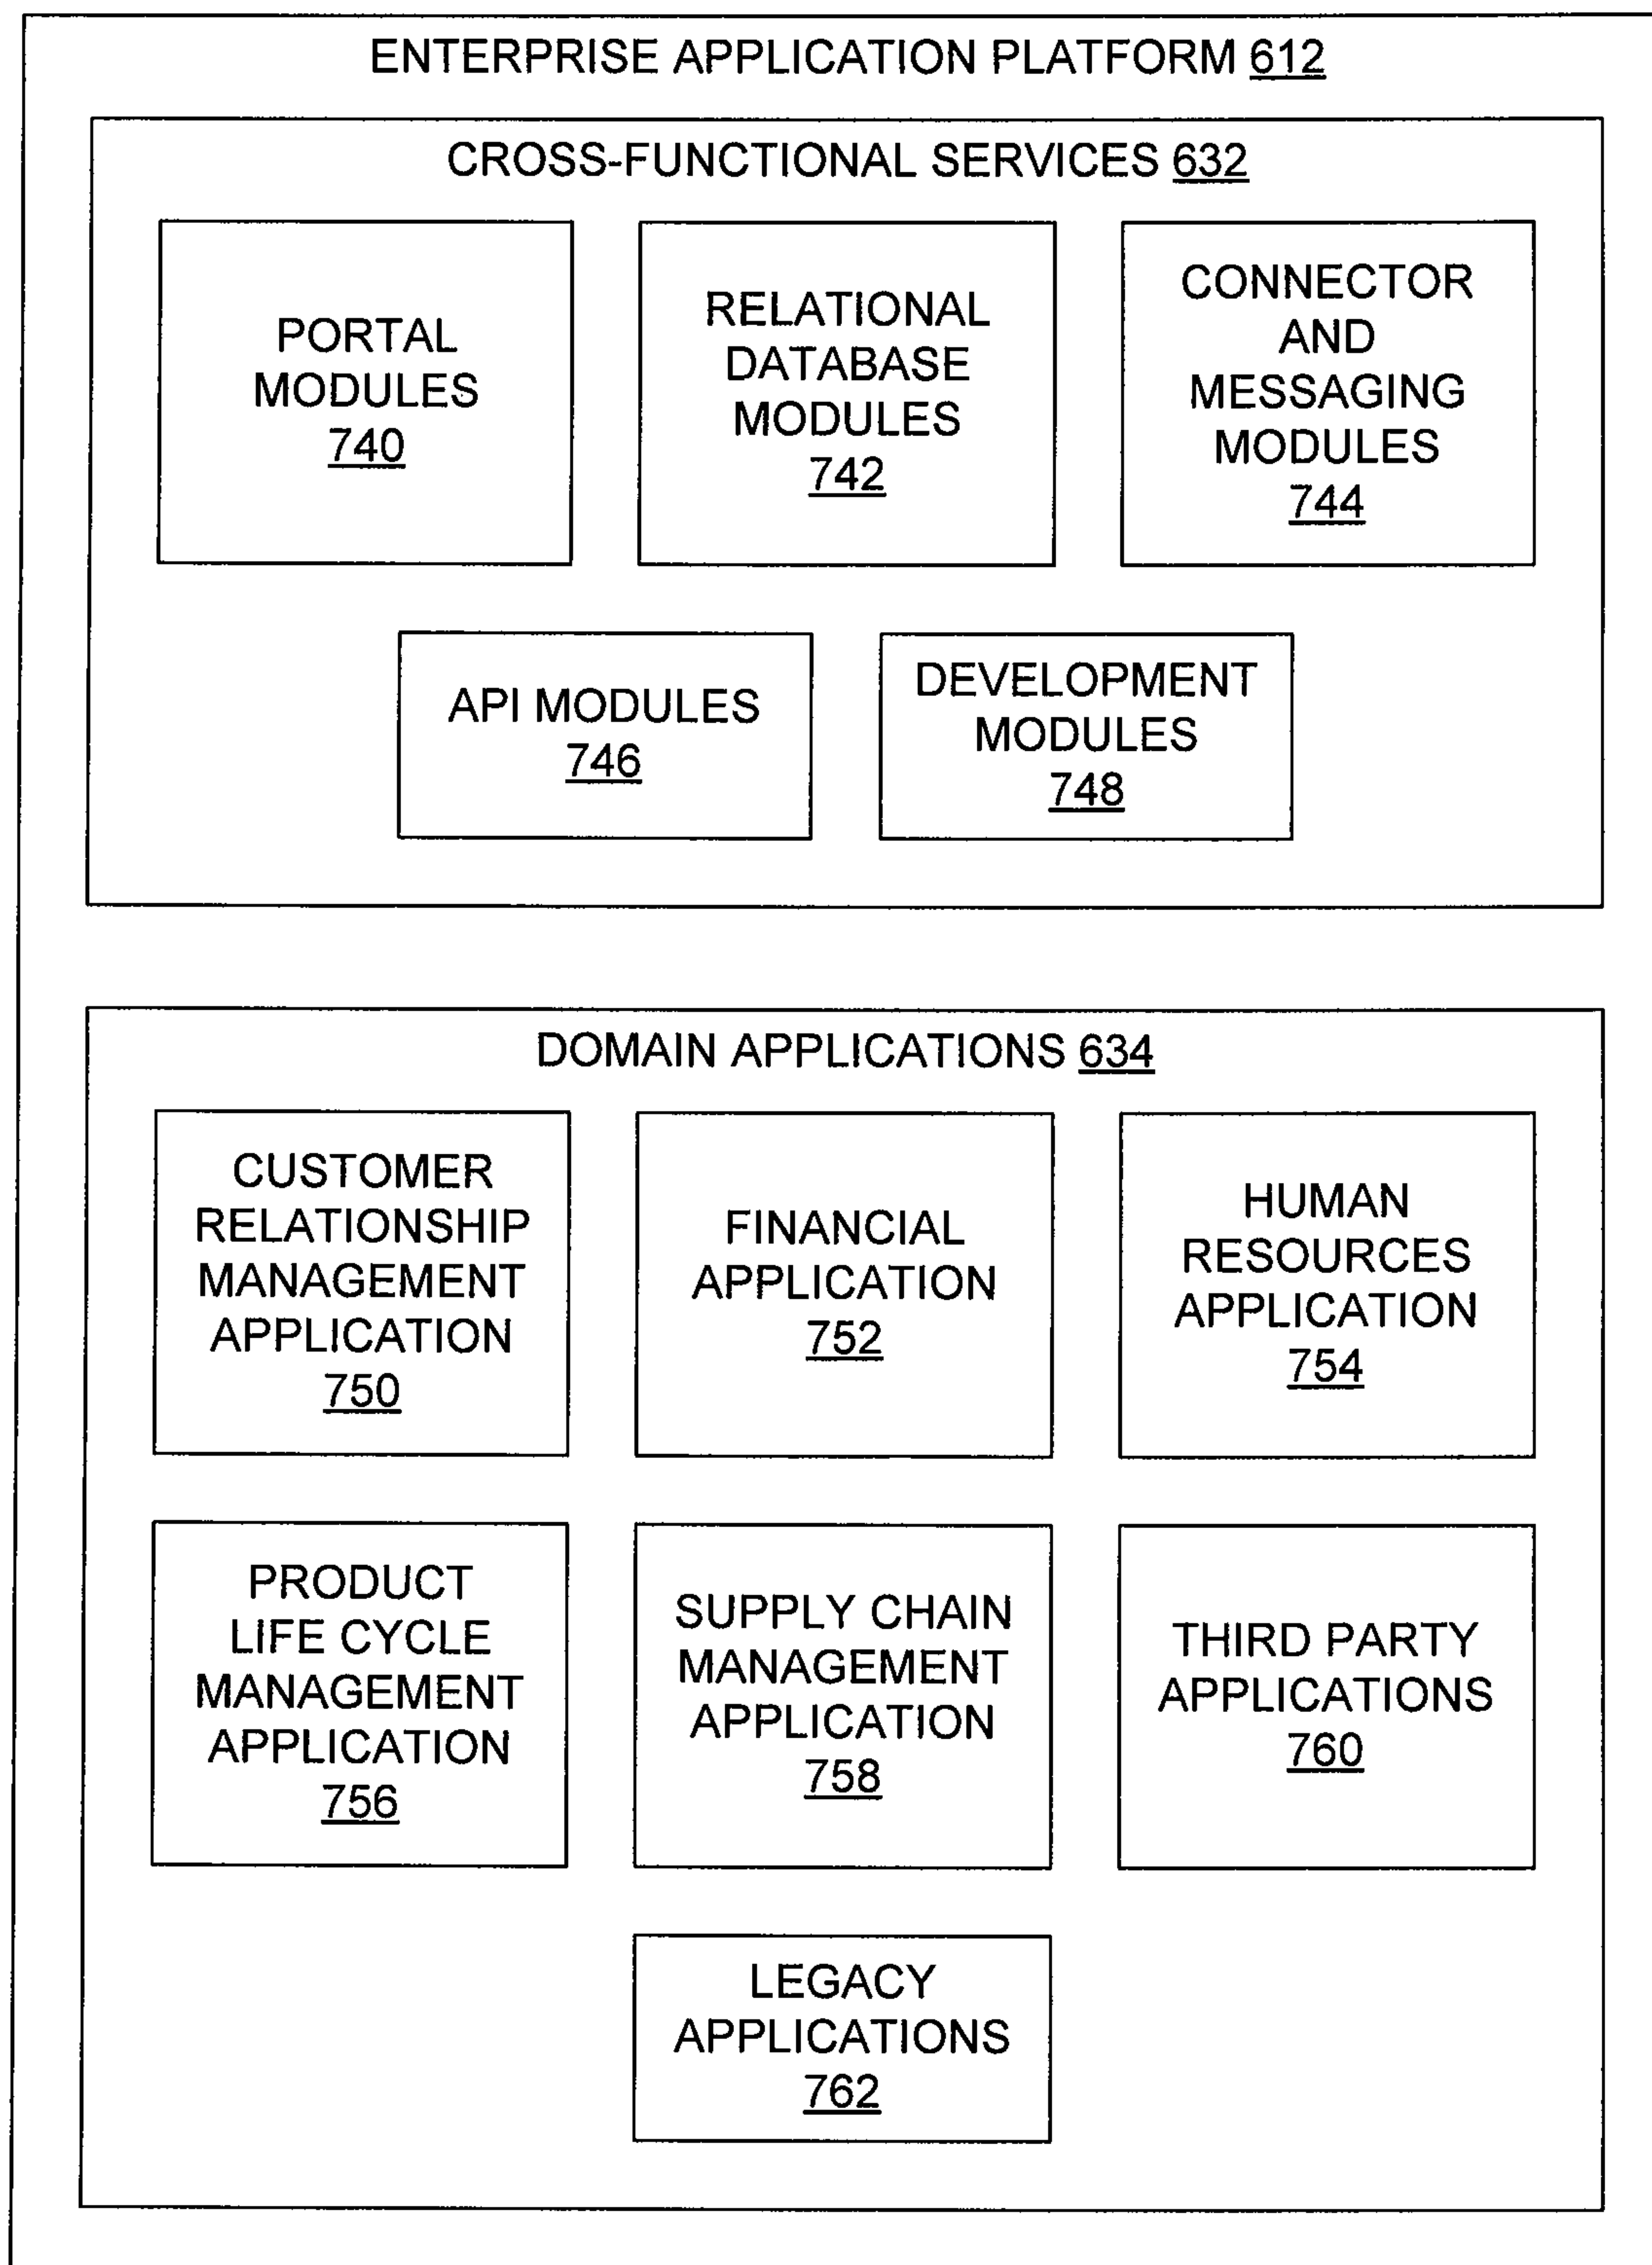 ENTERPRISE APPLICATION PLATFORM 612
CROSS-FUNCTIONAL SERVICES 632
PORTAL
MODULES
740
RELATIONAL
DATABASE
MODULES
742
CONNECTOR
AND
MESSAGING
MODULES
744
API MODULES
746
DEVELOPMENT
MODULES
748
DOMAIN APPLICATIONS 634
CUSTOMER
RELATIONSHIP
MANAGEMENT
APPLICATION
750
FINANCIAL
APPLICATION
752
HUMAN
RESOURCES
APPLICATION
754
PRODUCT
LIFE CYCLE
MANAGEMENT
APPLICATION
756
SUPPLY CHAIN
MANAGEMENT
APPLICATION
758
THIRD PARTY
APPLICATIONS
760
LEGACY
APPLICATIONS
762